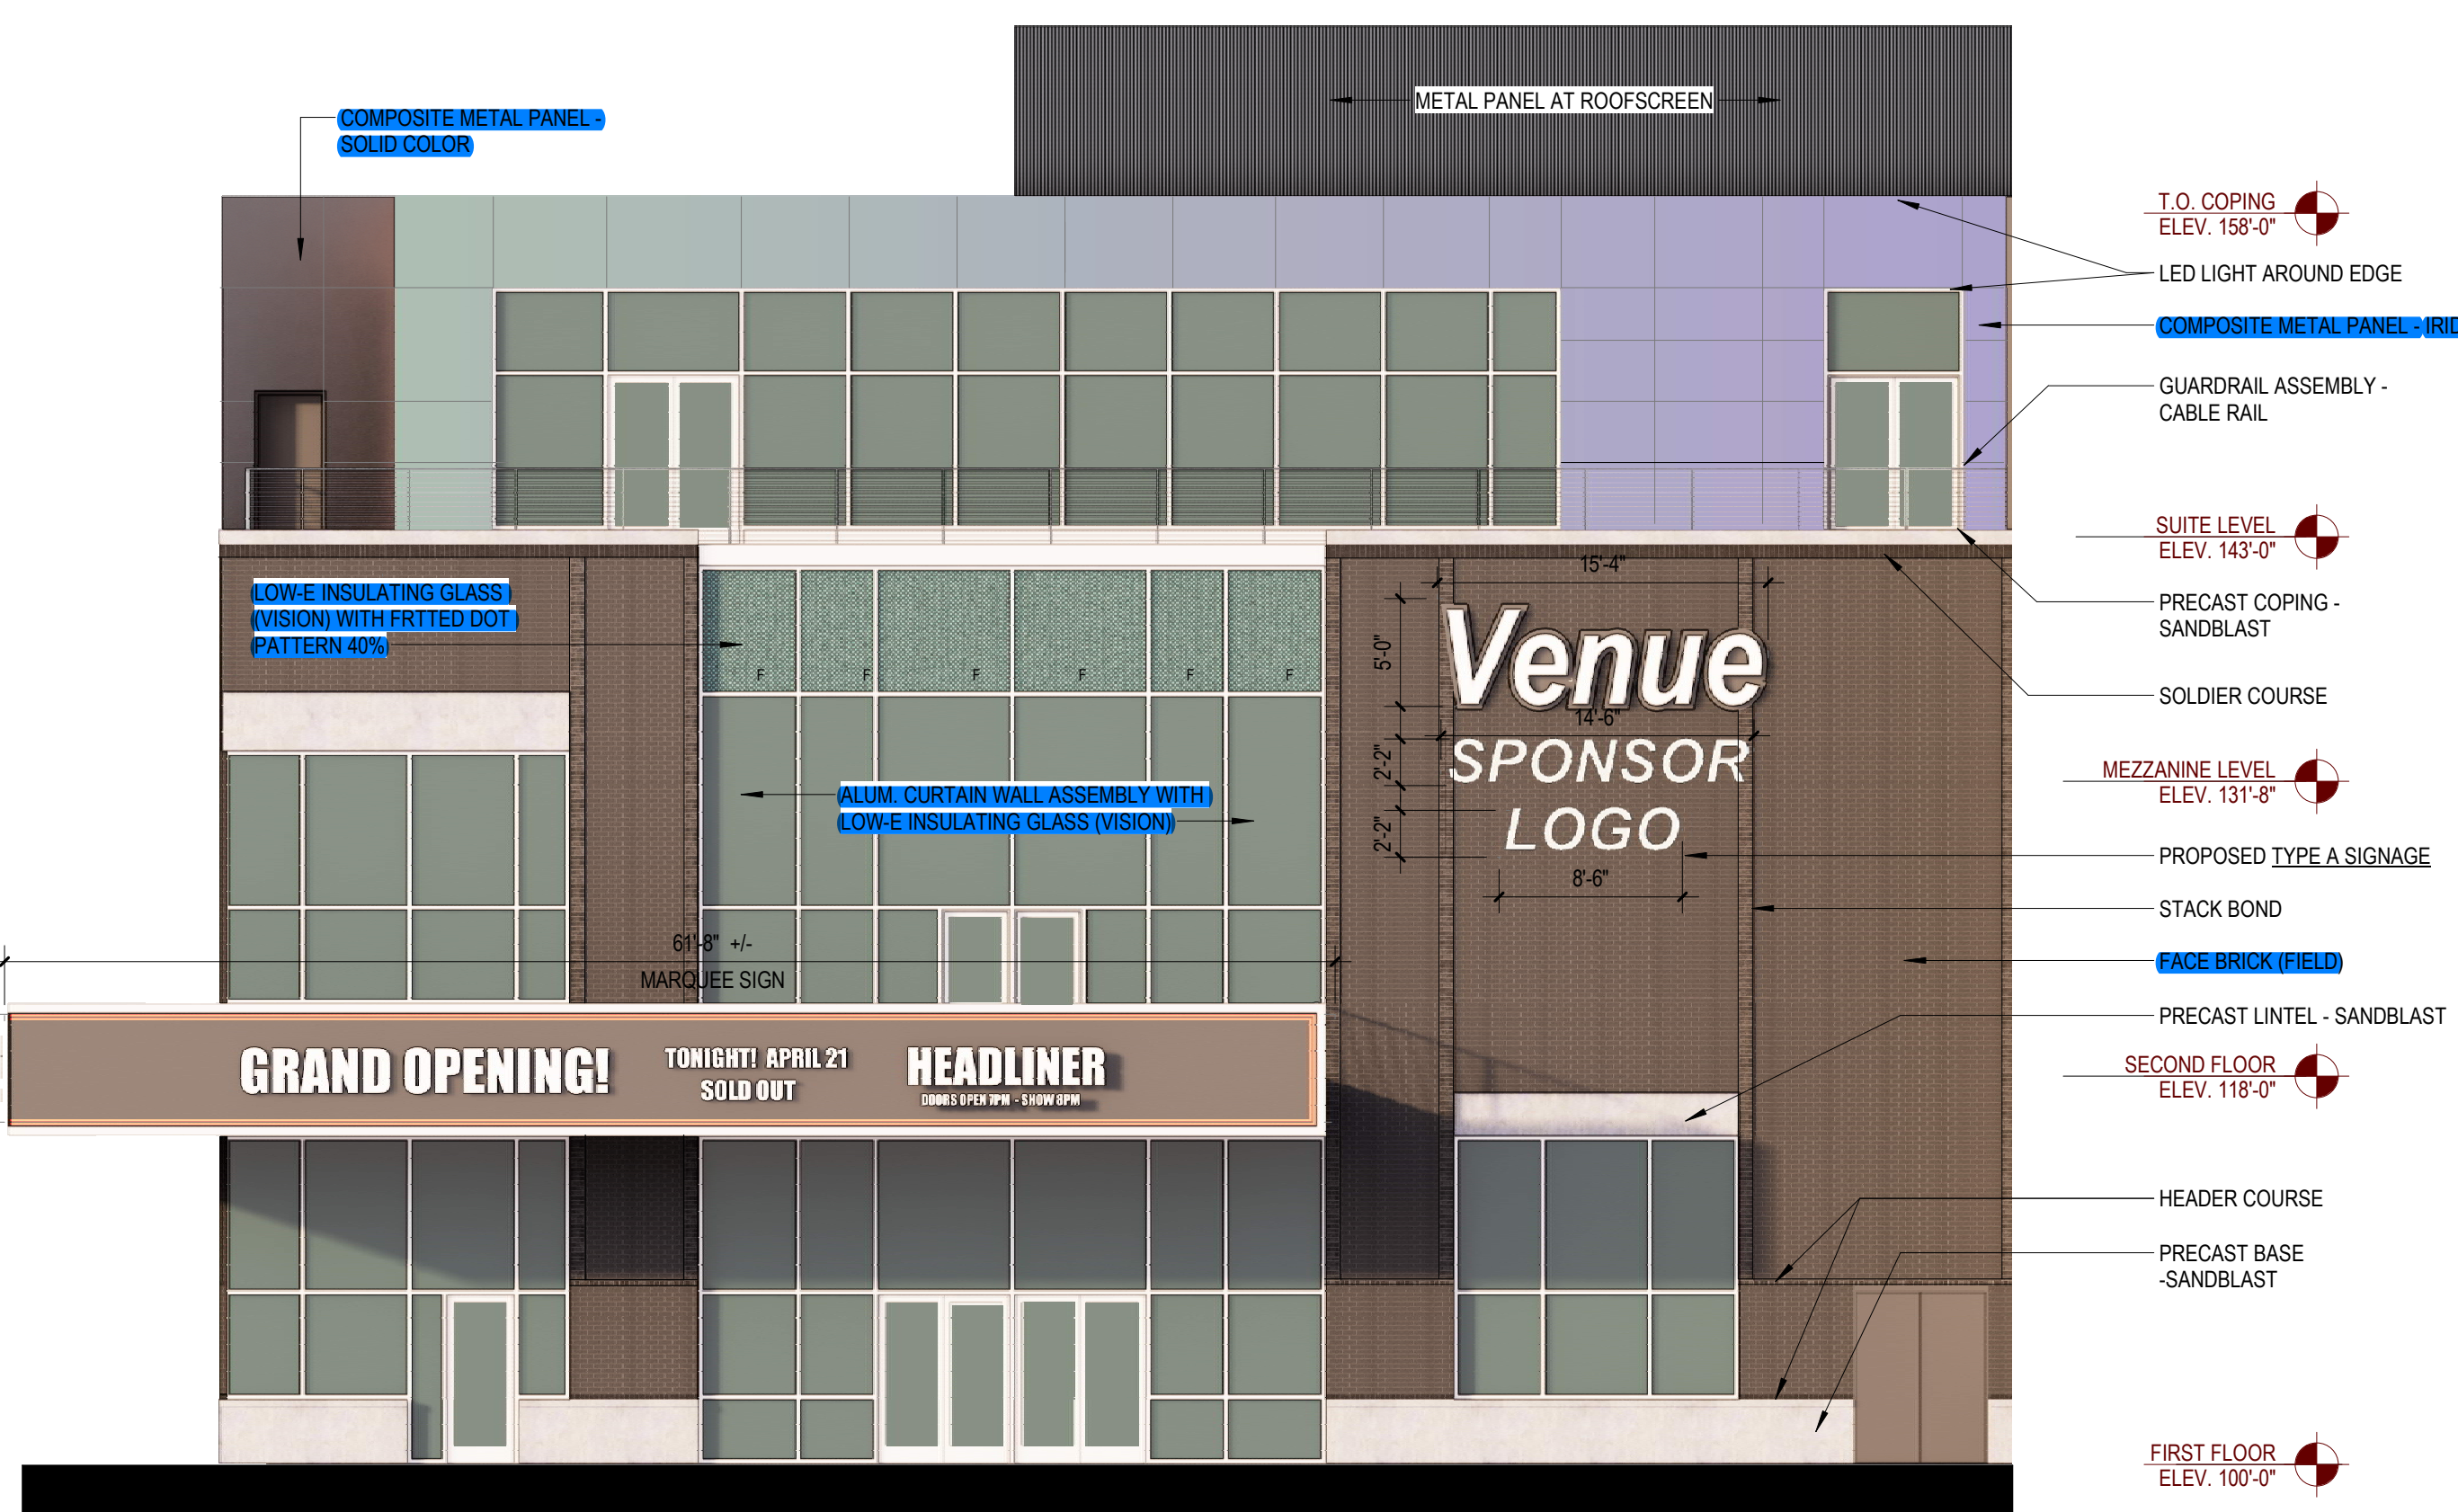 METAL PANEL AT ROOFSCREEN
COMPOSITE METAL PANEL -
SOLID COLOR
T.O. COPING
ELEV. 158'-0"
LED LIGHT AROUND EDGE
COMPOSITE METAL PANEL - IRID
GUARDRAIL ASSEMBLY -
CABLE RAIL
SUITE LEVEL
ELEV. 143'-0"
LOW-E INSULATING GLASS
(VISION) WITH FRTTED DOT
PATTERN 40%
F F F F F F
15'-4"
5'-0"
Venue
14'-6"
2'-2"
SPONSOR
LOGO
2'-2"
8'-6"
PRECAST COPING -
SANDBLAST
SOLDIER COURSE
MEZZANINE LEVEL
ELEV. 131'-8"
ALUM. CURTAIN WALL ASSEMBLY WITH
LOW-E INSULATING GLASS (VISION)
PROPOSED TYPE A SIGNAGE
STACK BOND
61'-8" +/-
MARQUEE SIGN
FACE BRICK (FIELD)
PRECAST LINTEL - SANDBLAST
GRAND OPENING!
TONIGHT! APRIL 21
SOLD OUT
HEADLINER
DOORS OPEN 7PM - SHOW 8PM
SECOND FLOOR
ELEV. 118'-0"
HEADER COURSE
PRECAST BASE
-SANDBLAST
FIRST FLOOR
ELEV. 100'-0"